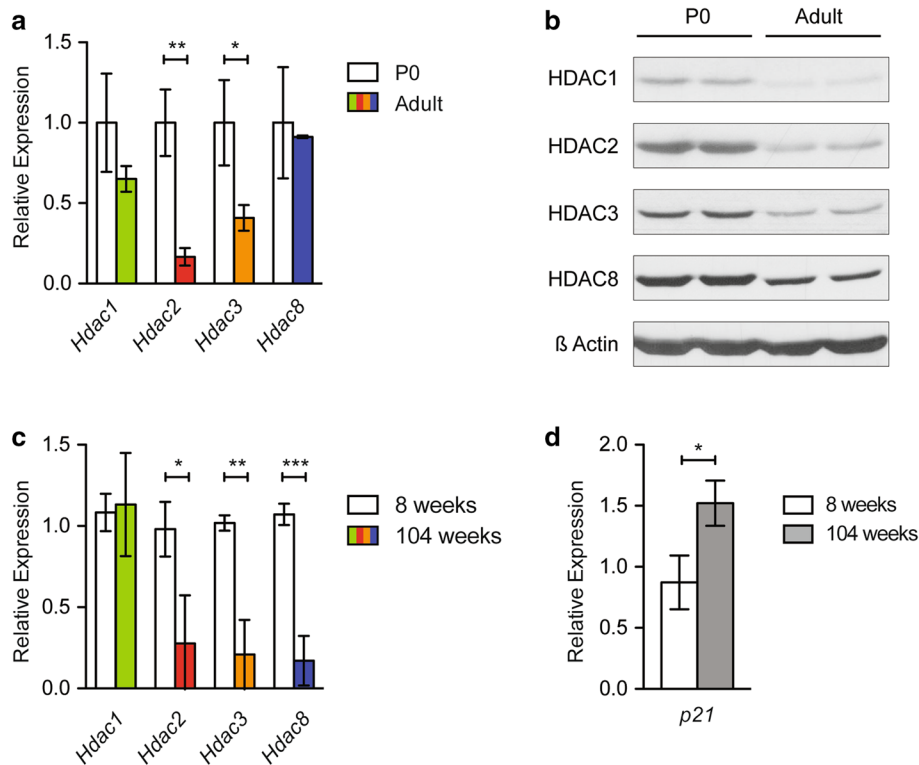 a
1.5
1.0
0.5
0.0
Relative Expression
**
*
P0
Adult
Hdac1
Hdac2
Hdac3
Hdac8
b
P0 Adult
HDAC1
HDAC2
HDAC3
HDAC8
ß Actin
c
1.5
1.0
0.5
0.0
Relative Expression
*
**
***
8 weeks
104 weeks
Hdac1
Hdac2
Hdac3
Hdac8
d
2.0
1.5
1.0
0.5
0.0
Relative Expression
*
8 weeks
104 weeks
p21